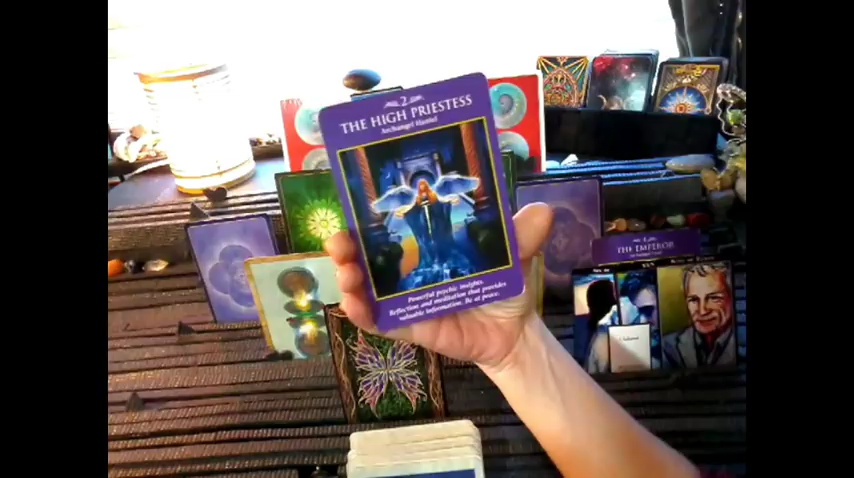 2
THE HIGH PRIESTESS
Archangel Haniel
Powerful psychic insights.
Reflection and meditation that provides
valuable information. Be at peace.
4
THE EMPEROR